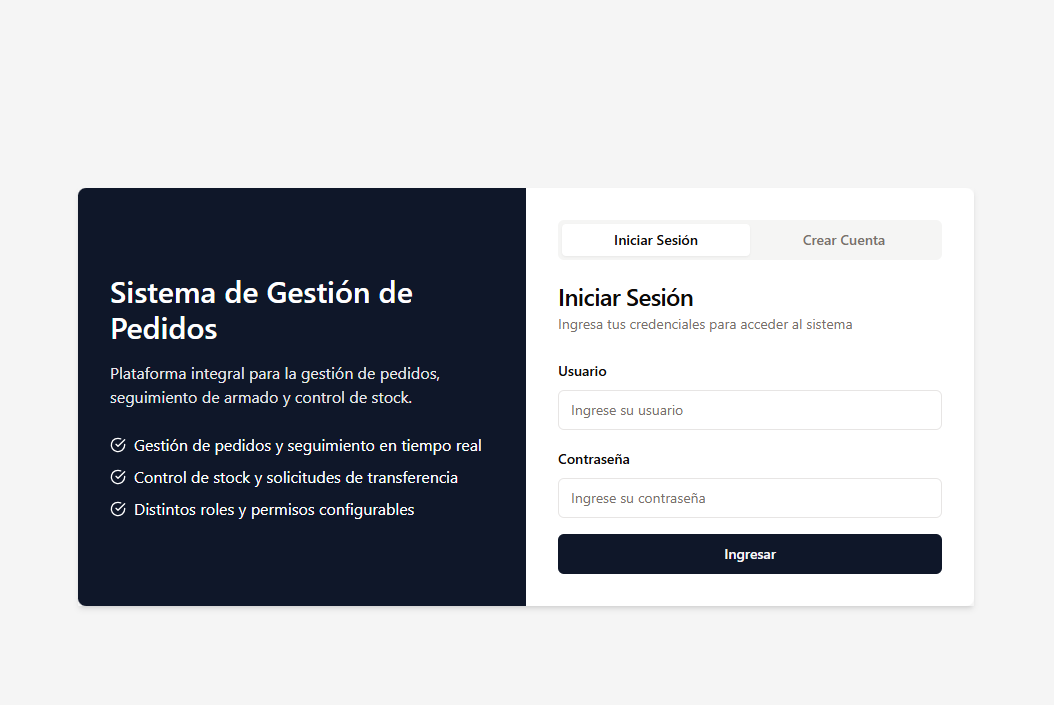 Sistema de Gestión de
Pedidos
Plataforma integral para la gestión de pedidos,
seguimiento de armado y control de stock.
Gestión de pedidos y seguimiento en tiempo real
Control de stock y solicitudes de transferencia
Distintos roles y permisos configurables
Iniciar Sesión
Crear Cuenta
Iniciar Sesión
Ingresa tus credenciales para acceder al sistema
Usuario
Ingrese su usuario
Contraseña
Ingrese su contraseña
Ingresar